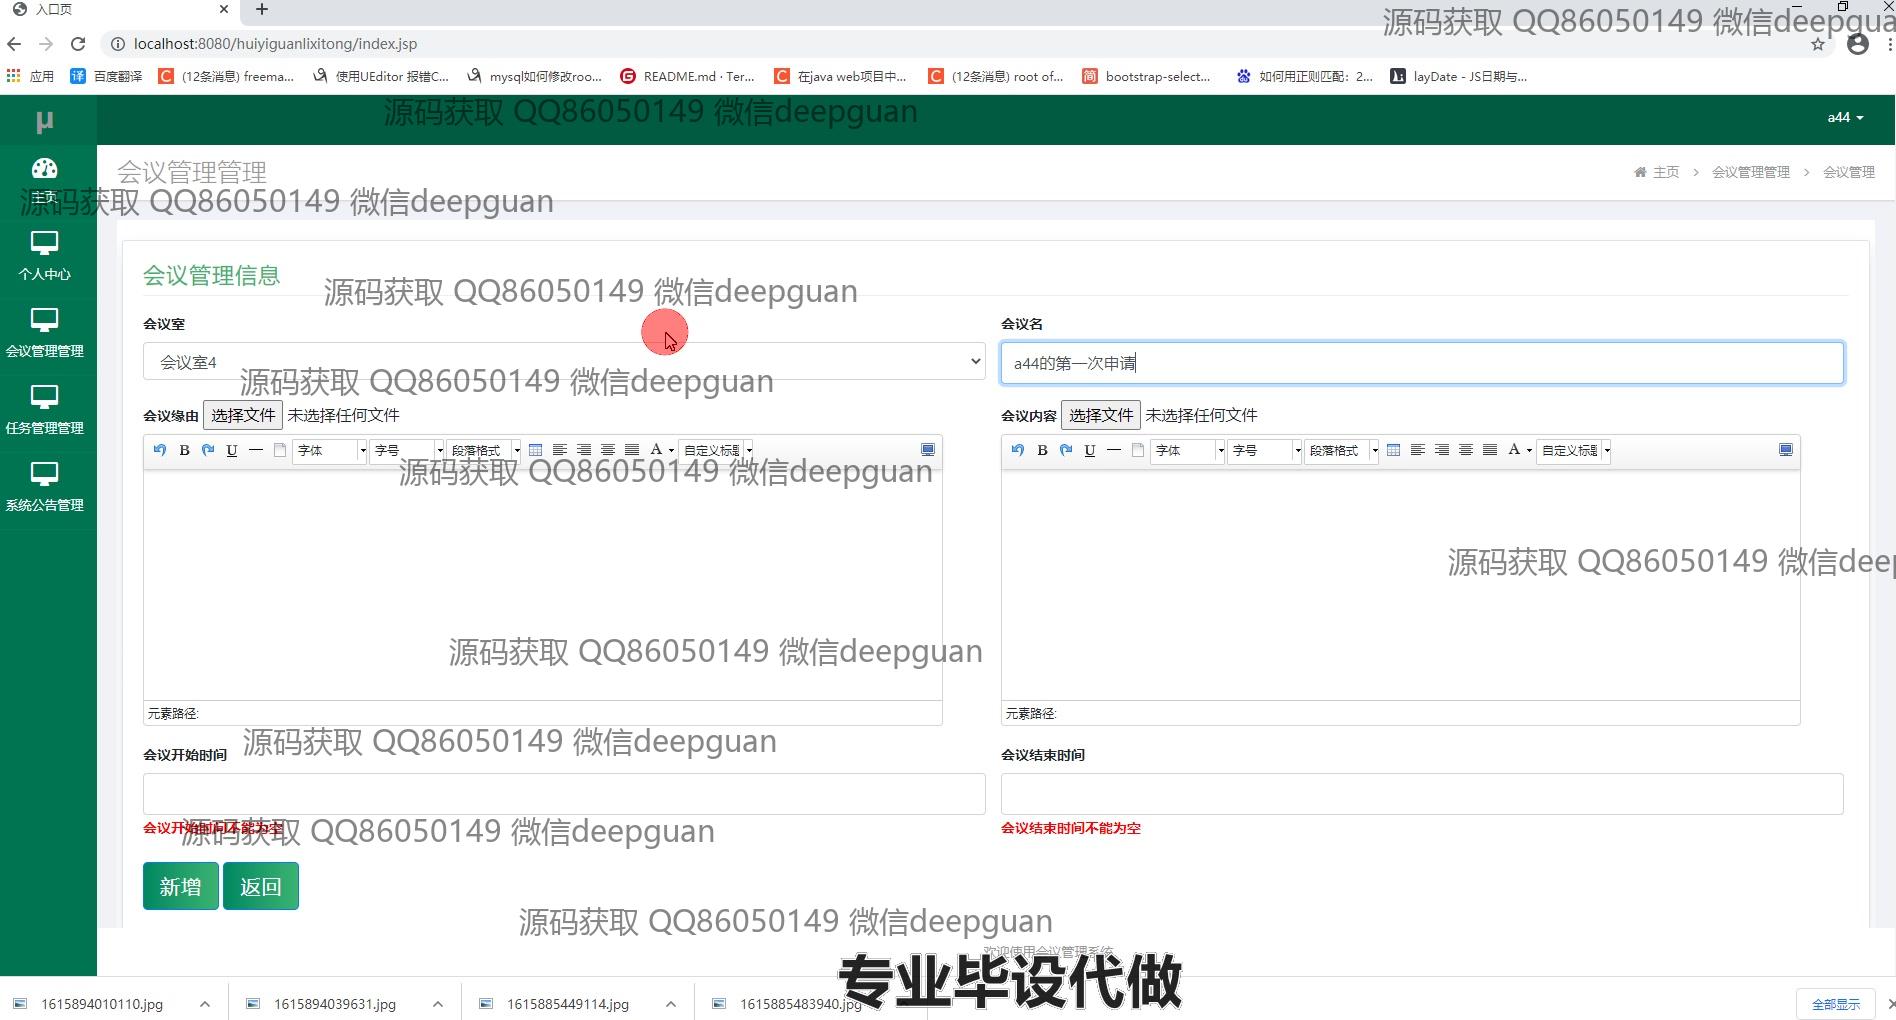 入口页
localhost:8080/huiyiguanlixitong/index.jsp
源码获取 QQ86050149 微信deepgua
应用 百度翻译 (12条消息) freema... 使用UEditor 报错C... mysql如何修改roo... README.md · Ter... 在java web项目中... (12条消息) root of... bootstrap-select... 如何用正则匹配：2... layDate - JS日期与...
源码获取 QQ86050149 微信deepguan
μ
a44
会议管理管理
主页 > 会议管理管理 > 会议管理
主页
源码获取 QQ86050149 微信deepguan
个人中心
会议管理管理
任务管理管理
系统公告管理
会议管理信息
源码获取 QQ86050149 微信deepguan
会议室 会议名
会议室4 a44的第一次申请
源码获取 QQ86050149 微信deepguan
会议缘由 选择文件 未选择任何文件 会议内容 选择文件 未选择任何文件
B U 字体 字号 段落格式 A 自定义标题 B U 字体 字号 段落格式 A 自定义标题
源码获取 QQ86050149 微信deepguan
源码获取 QQ86050149 微信deep
源码获取 QQ86050149 微信deepguan
元素路径: 元素路径:
源码获取 QQ86050149 微信deepguan
会议开始时间 会议结束时间
会议开始时间不能为空 会议结束时间不能为空
源码获取 QQ86050149 微信deepguan
新增 返回
源码获取 QQ86050149 微信deepguan
欢迎使用会议管理系统
专业毕设代做
1615894010110.jpg 1615894039631.jpg 1615885449114.jpg 1615885483940.jpg 全部显示